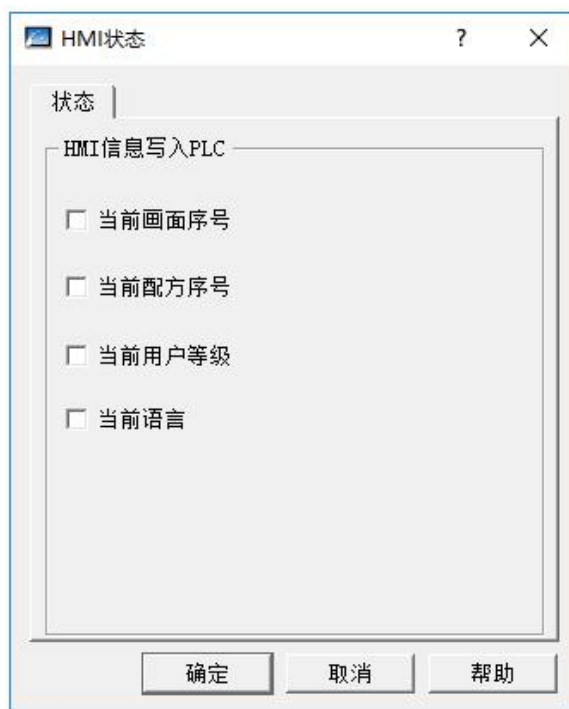 HMI状态 ?
状态
HMI信息写入PLC
当前画面序号
当前配方序号
当前用户等级
当前语言
确定 取消 帮助